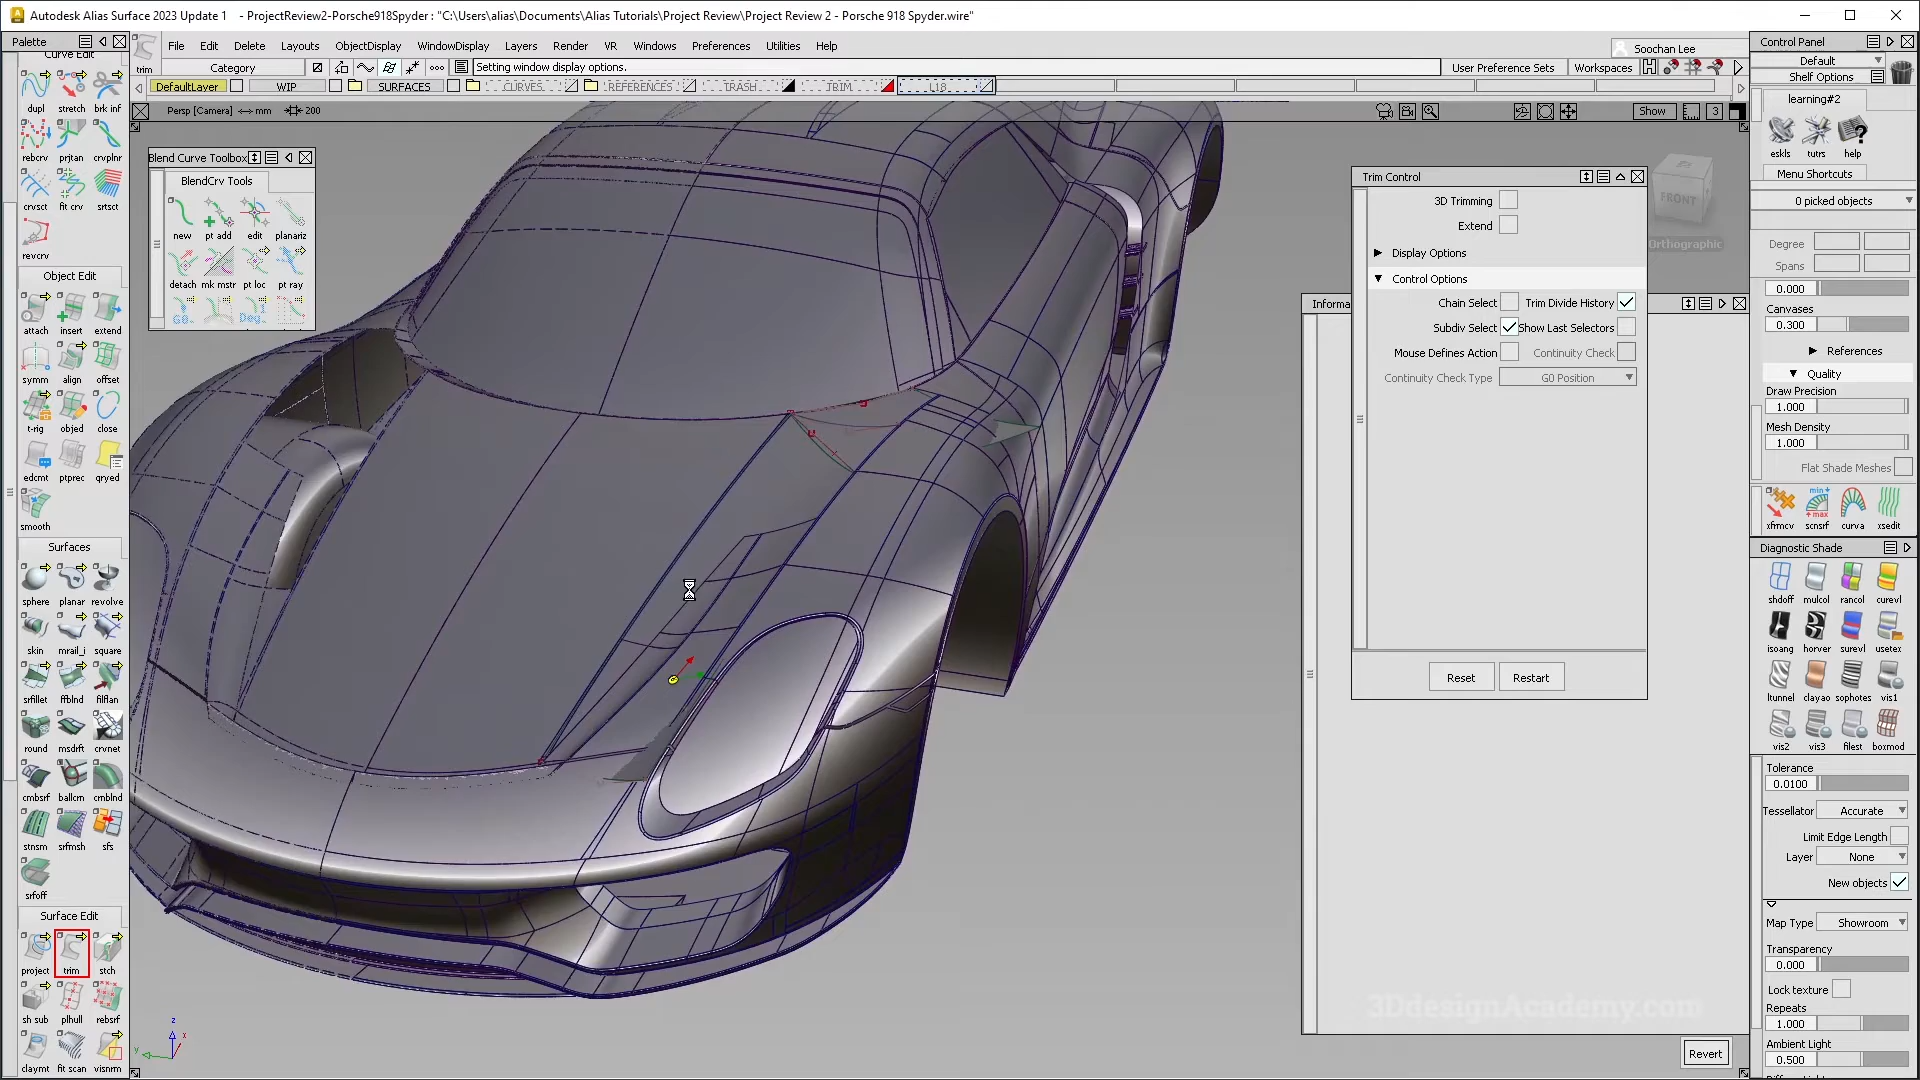 Autodesk Alias Surface 2023 Update 1 - ProjectReview2-Porsche918Spyder : "C:\Users\alias\Documents\Alias Tutorials\Project Review\Project Review 2 - Porsche 918 Spyder.wire"
Palette
File Edit Delete Layouts ObjectDisplay WindowDisplay Layers Render VR Windows Preferences Utilities Help
Soochan Lee
trim
Category
Setting window display options.
User Preference Sets
Workspaces
DefaultLayer WIP SURFACES CURVES REFERENCES TRASH TRIM L18
Persp [Camera] mm 200
Show
3
Curve Edit
dupl stretch brk inf
rebcrv prjtan crvplnr
crvsct fit crv srtsct
revcrv
Object Edit
attach insert extend
symm align offset
t-rig objed close
edcmt ptprec qryed
smooth
Surfaces
sphere planar revolve
skin mrail_i square
srfillet ffblnd filflan
round msdrft crvnet
cmbsrf ballcrn cmblnd
stnsm srfmsh sfs
srfoff
Surface Edit
project trim stch
sh sub plhull rebsrf
claymt fit scan visnrm
Blend Curve Toolbox
BlendCrv Tools
new pt add edit planariz
detach mk mstr pt loc pt ray
G0.. Deg..
FRONT
Orthographic
Trim Control
3D Trimming
Extend
Display Options
Control Options
Chain Select Trim Divide History
Subdiv Select Show Last Selectors
Mouse Defines Action Continuity Check
Continuity Check Type G0 Position
Reset Restart
Informa
3DdesignAcademy.com
Revert
z
x
y
Control Panel
Default
Shelf Options
learning#2
eskls tutrs help
Menu Shortcuts
0 picked objects
Degree
Spans
0.000
Canvases
0.300
References
Quality
Draw Precision
1.000
Mesh Density
1.000
Flat Shade Meshes
min
max
xfrmcv scnsrf curva xsedit
Diagnostic Shade
shdoff mulcol rancol curevl
isoang horver surevl usetex
ltunnel clayao sophotes vis1
vis2 vis3 filest boxmod
Tolerance
0.0100
Tessellator Accurate
Limit Edge Length
Layer None
New objects
Map Type Showroom
Transparency
0.000
Lock texture
Repeats
1.000
Ambient Light
0.500